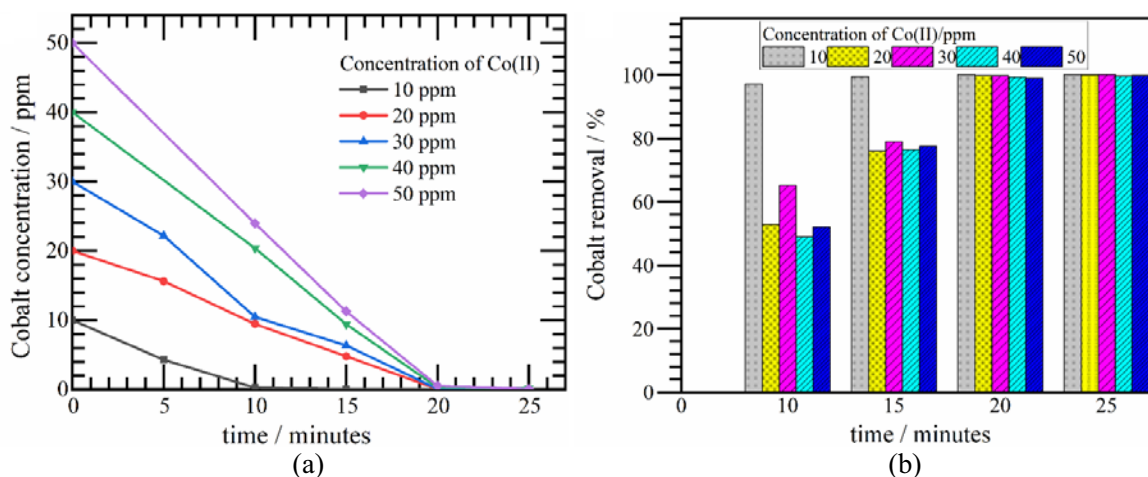 50
40
30
20
10
0
Cobalt concentration / ppm
Concentration of Co(II)
10 ppm
20 ppm
30 ppm
40 ppm
50 ppm
0 5 10 15 20 25
time / minutes
(a)
Concentration of Co(II)/ppm
10 20 30 40 50
100
80
60
40
20
0
Cobalt removal / %
0 10 15 20 25
time / minutes
(b)